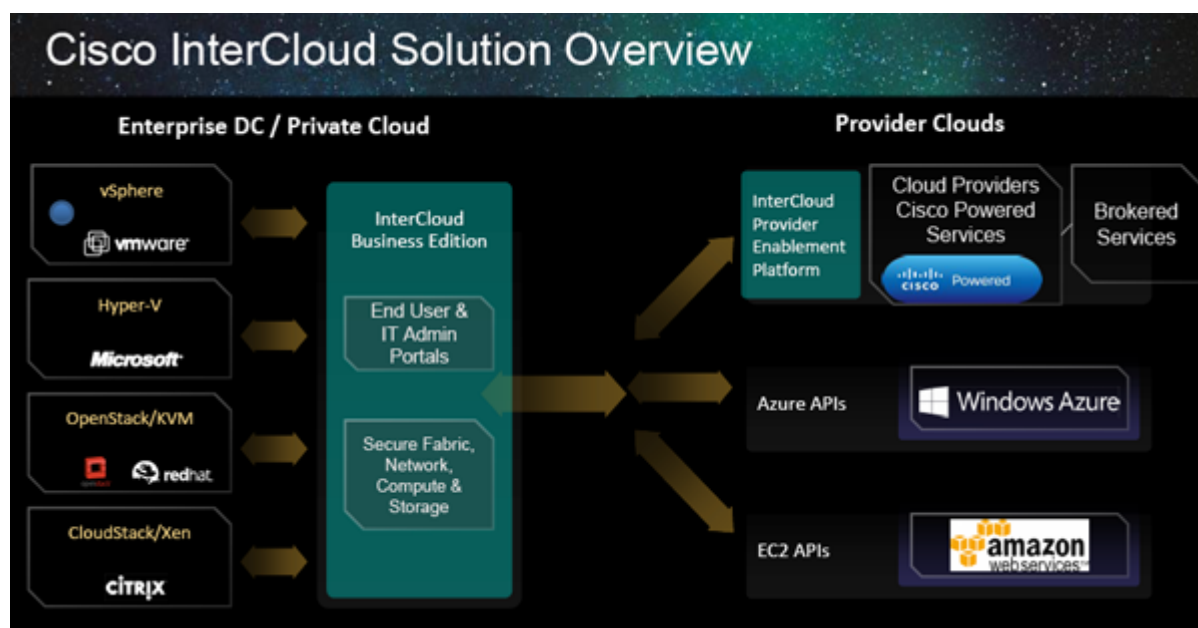 Cisco InterCloud Solution Overview
Enterprise DC / Private Cloud
vSphere
vmware
Hyper-V
Microsoft
OpenStack/KVM
openstack
redhat
CloudStack/Xen
CiTRIX
InterCloud
Business Edition
End User &
IT Admin
Portals
Secure Fabric,
Network,
Compute &
Storage
Provider Clouds
InterCloud
Provider
Enablement
Platform
Cloud Providers
Cisco Powered
Services
CISCO Powered
Brokered
Services
Azure APIs
Windows Azure
EC2 APIs
amazon
webservices™